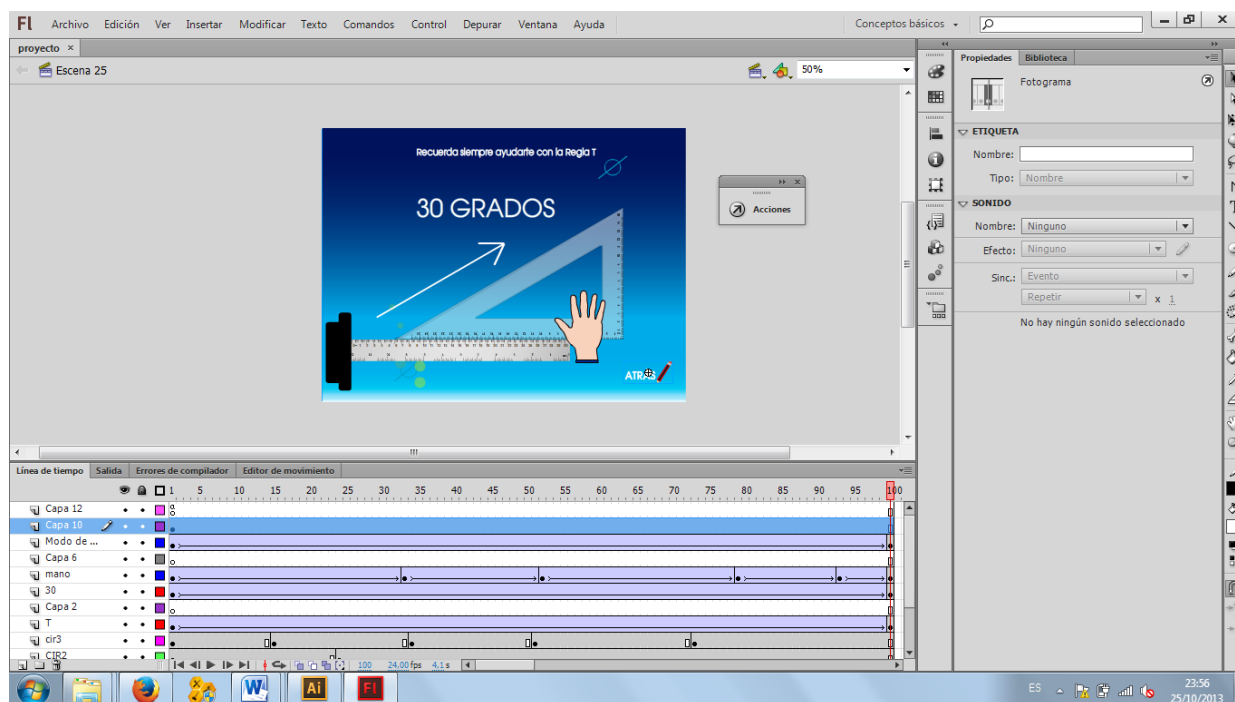 Fl Archivo Edición Ver Insertar Modificar Texto Comandos Control Depurar Ventana Ayuda Conceptos básicos
proyecto ×
Escena 25 50%
Recuerda siempre ayudarte con la Regla T
30 GRADOS
ATRAS
Acciones
Propiedades Biblioteca
Fotograma
ETIQUETA
Nombre:
Tipo: Nombre
SONIDO
Nombre: Ninguno
Efecto: Ninguno
Sinc.: Evento
Repetir x 1
No hay ningún sonido seleccionado
Línea de tiempo Salida Errores de compilador Editor de movimiento
1 5 10 15 20 25 30 35 40 45 50 55 60 65 70 75 80 85 90 95 100
Capa 12
Capa 10
Modo de ...
Capa 6
mano
30
Capa 2
T
cir3
CIR2
100 24,00 fps 4,1 s
W Ai Fl
ES 23:56
25/10/2013